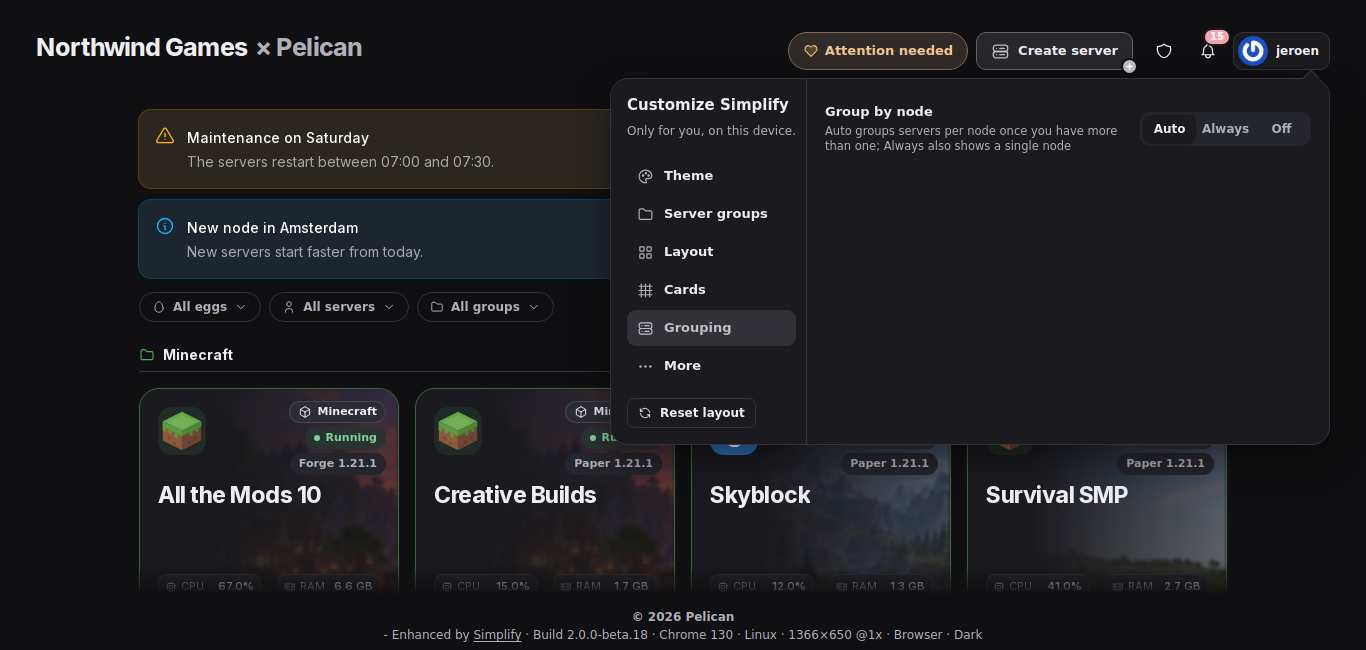 Northwind Games × Pelican
Attention needed
Create server
15
jeroen
Maintenance on Saturday
The servers restart between 07:00 and 07:30.
New node in Amsterdam
New servers start faster from today.
All eggs
All servers
All groups
Minecraft
Customize Simplify
Only for you, on this device.
Theme
Server groups
Layout
Cards
Grouping
More
Reset layout
Group by node
Auto groups servers per node once you have more
than one; Always also shows a single node
Auto
Always
Off
Minecraft
Running
Forge 1.21.1
All the Mods 10
CPU 67.0%
RAM 6.6 GB
Paper 1.21.1
Creative Builds
CPU 15.0%
RAM 1.7 GB
Paper 1.21.1
Skyblock
CPU 12.0%
RAM 1.3 GB
Paper 1.21.1
Survival SMP
CPU 41.0%
RAM 2.7 GB
© 2026 Pelican
- Enhanced by Simplify · Build 2.0.0-beta.18 · Chrome 130 · Linux · 1366×650 @1x · Browser · Dark